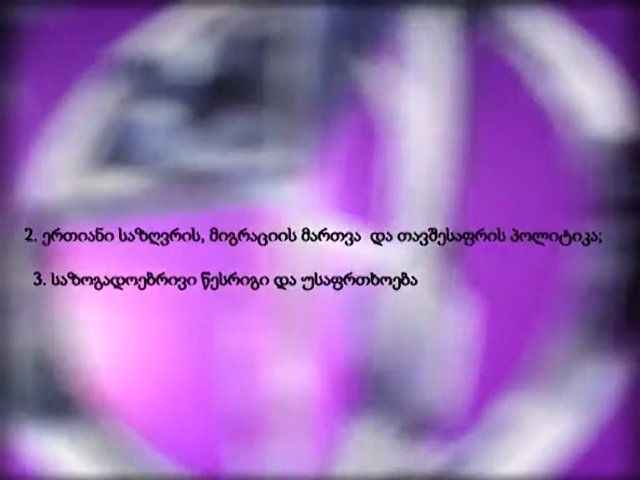 2. ერთიანი საზღვრის, მიგრაციის მართვა და თავშესაფრის პოლიტიკა;
3. საზოგადოებრივი წესრიგი და უსაფრთხოება